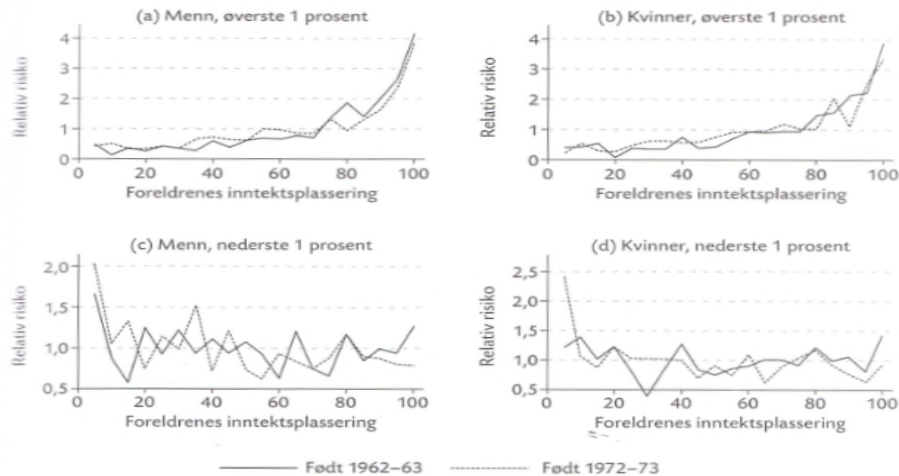 (a) Menn, øverste 1 prosent
4
3
2
1
0
Relativ risiko
0 20 40 60 80 100
Foreldrenes inntektsplassering
(b) Kvinner, øverste 1 prosent
4
3
2
1
0
Relativ risiko
0 20 40 60 80 100
Foreldrenes inntektsplassering
(c) Menn, nederste 1 prosent
2,0
1,5
1,0
0,5
Relativ risiko
0 20 40 60 80 100
Foreldrenes inntektsplassering
(d) Kvinner, nederste 1 prosent
2,5
2,0
1,5
1,0
0,5
Relativ risiko
0 20 40 60 80 100
Foreldrenes inntektsplassering
Født 1962–63 Født 1972–73